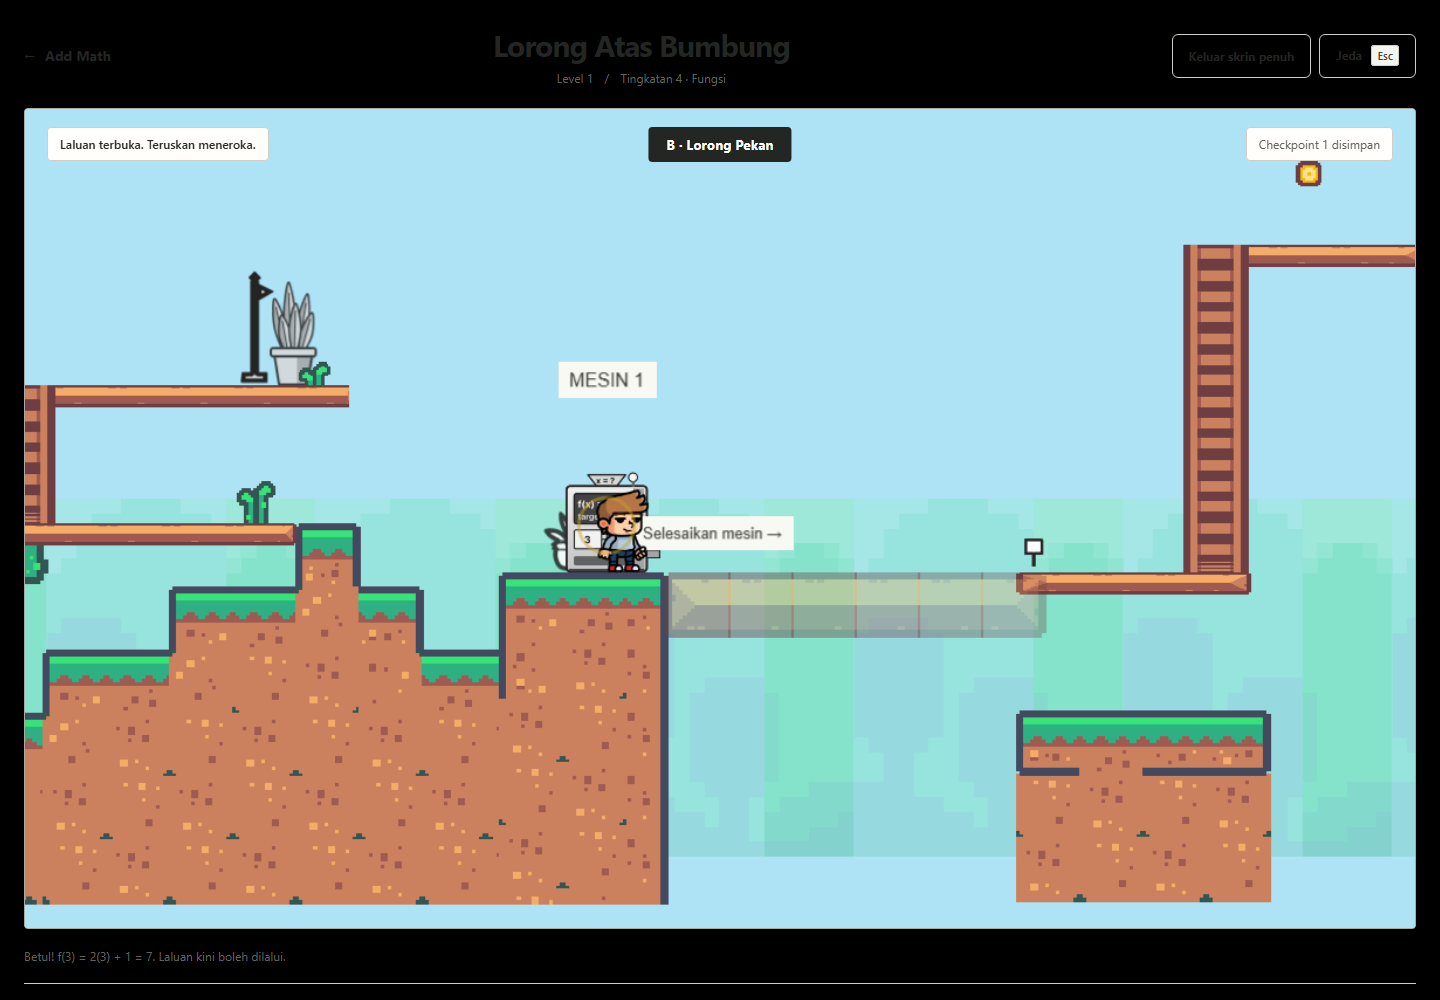 ← Add Math
Lorong Atas Bumbung
Level 1 / Tingkatan 4 · Fungsi
Keluar skrin penuh
Jeda Esc
Laluan terbuka. Teruskan meneroka.
B · Lorong Pekan
Checkpoint 1 disimpan
MESIN 1
x = ?
f(x)
3
Selesaikan mesin →
Betul! f(3) = 2(3) + 1 = 7. Laluan kini boleh dilalui.